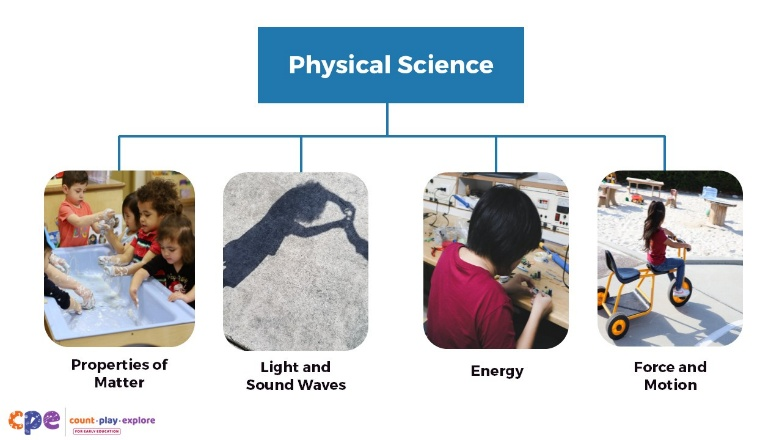 Physical Science
Properties of
Matter
Light and
Sound Waves
Energy
Force and
Motion
cpe
count·play·explore
FOR EARLY EDUCATION